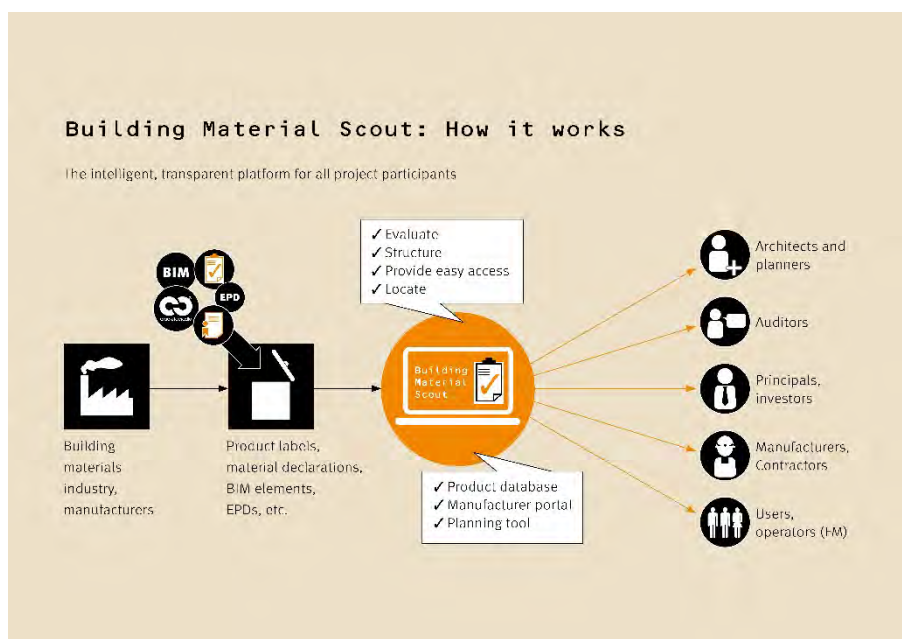 Building Material Scout: How it works
The intelligent, transparent platform for all project participants
✓ Evaluate
✓ Structure
✓ Provide easy access
✓ Locate
BIM
EPD
Building
Material
Scout
Architects and
planners
Auditors
Principals,
investors
Manufacturers,
Contractors
Users,
operators (FM)
Building
materials
industry,
manufacturers
Product labels,
material declarations,
BIM elements,
EPDs, etc.
✓ Product database
✓ Manufacturer portal
✓ Planning tool